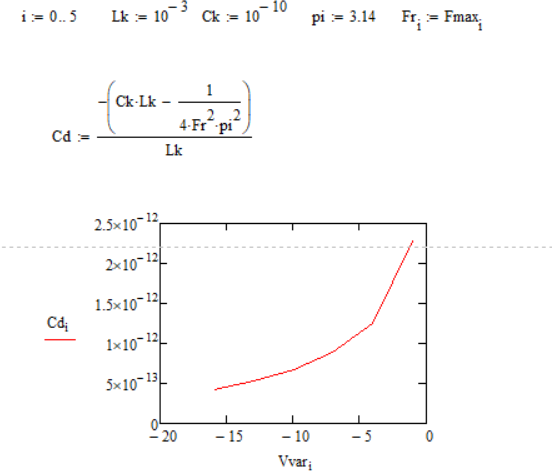 i := 0.. 5 Lk := 10^-3 Ck := 10^-10 pi := 3.14 Fr_i := Fmax_i
Cd := -(Ck·Lk - 1/(4·Fr^2·pi^2))/Lk
2.5×10^-12
2×10^-12
1.5×10^-12
Cd_i
1×10^-12
5×10^-13
0
-20 -15 -10 -5 0
Vvar_i